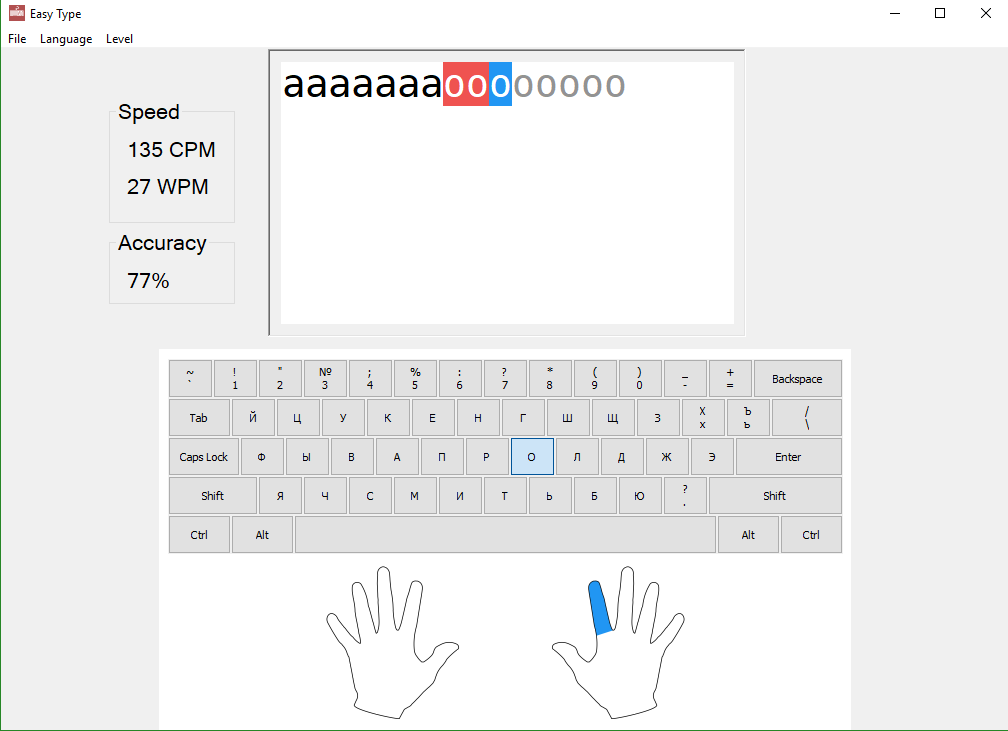 Easy Type
File Language Level
Speed
135 CPM
27 WPM
Accuracy
77%
аааааааоооооооо
~ ! " № ; % : ? * ( ) _ +
` 1 2 3 4 5 6 7 8 9 0 - = Backspace
Tab Й Ц У К Е Н Г Ш Щ З Х Ъ /
х ъ \
Caps Lock Ф Ы В А П Р О Л Д Ж Э Enter
Shift Я Ч С М И Т Ь Б Ю ? Shift
.
Ctrl Alt Alt Ctrl